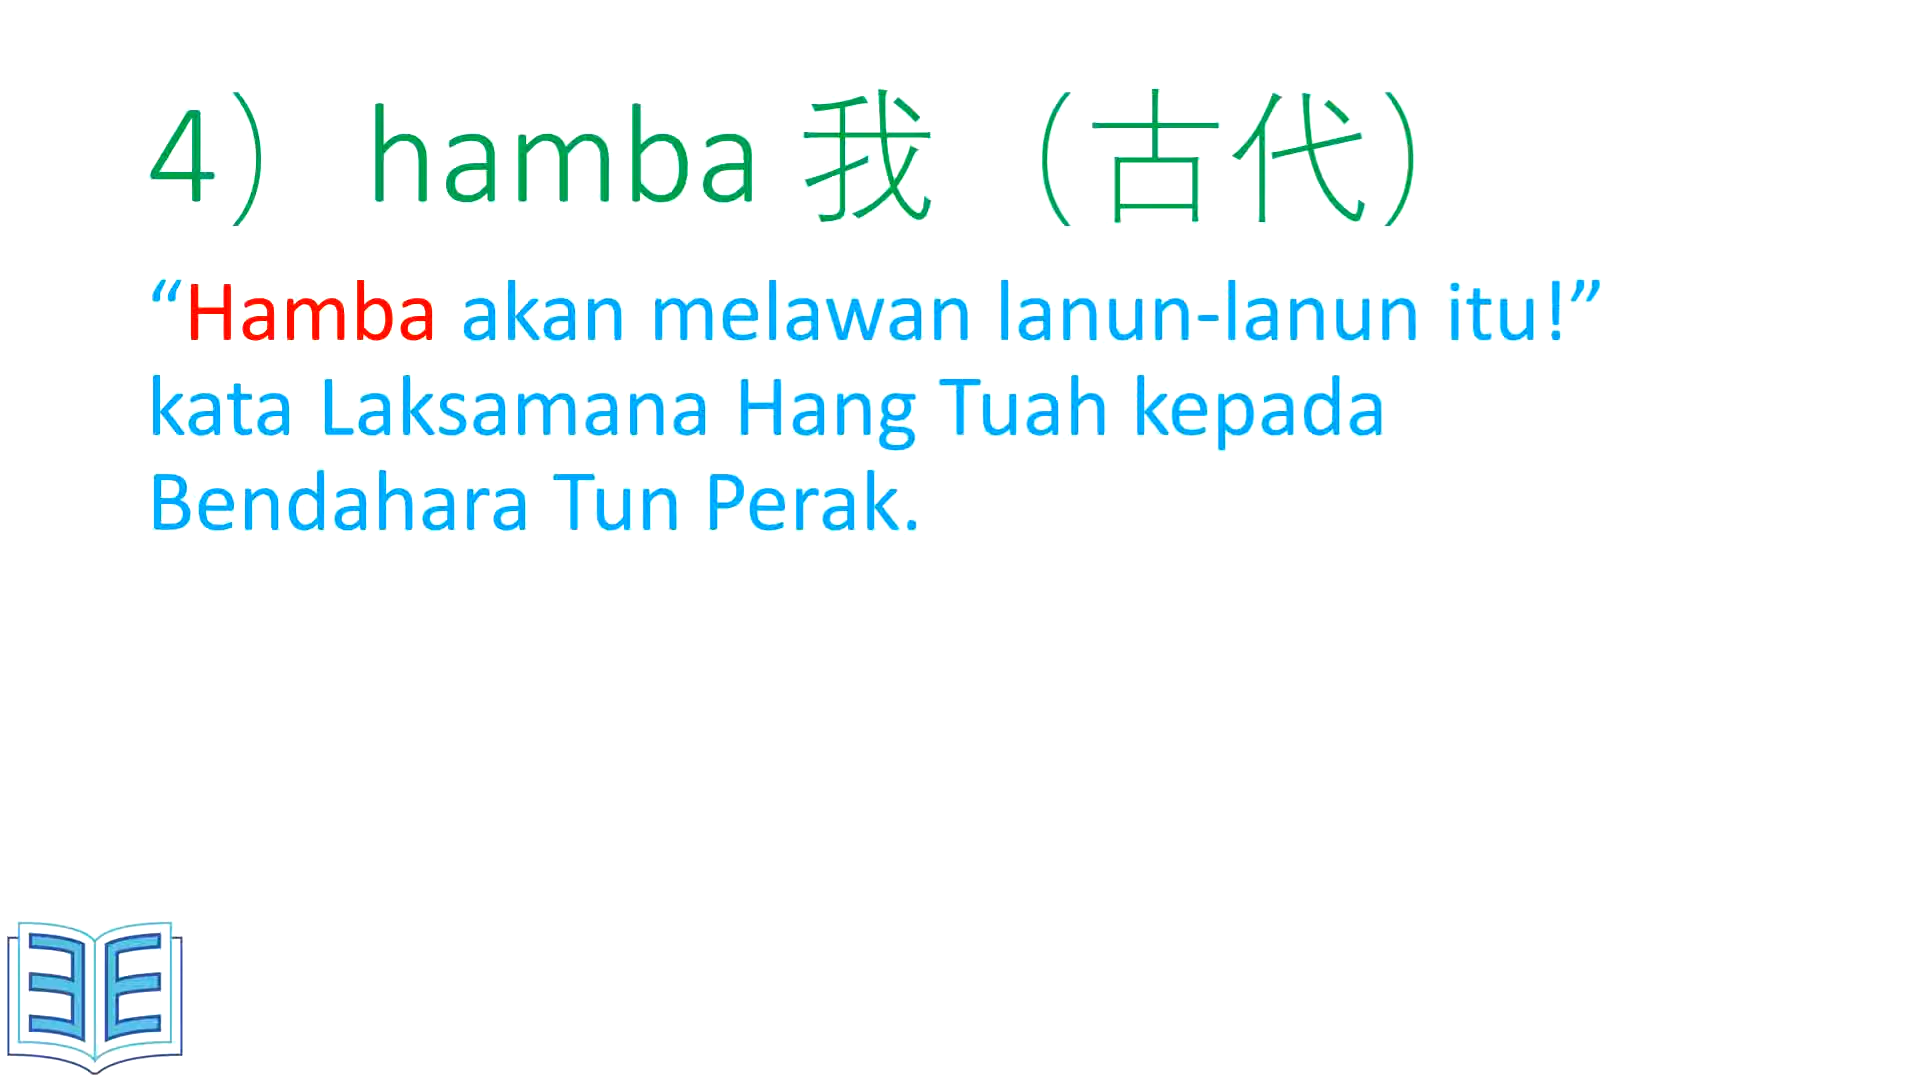 4） hamba 我（古代）
“Hamba akan melawan lanun-lanun itu!”
kata Laksamana Hang Tuah kepada
Bendahara Tun Perak.